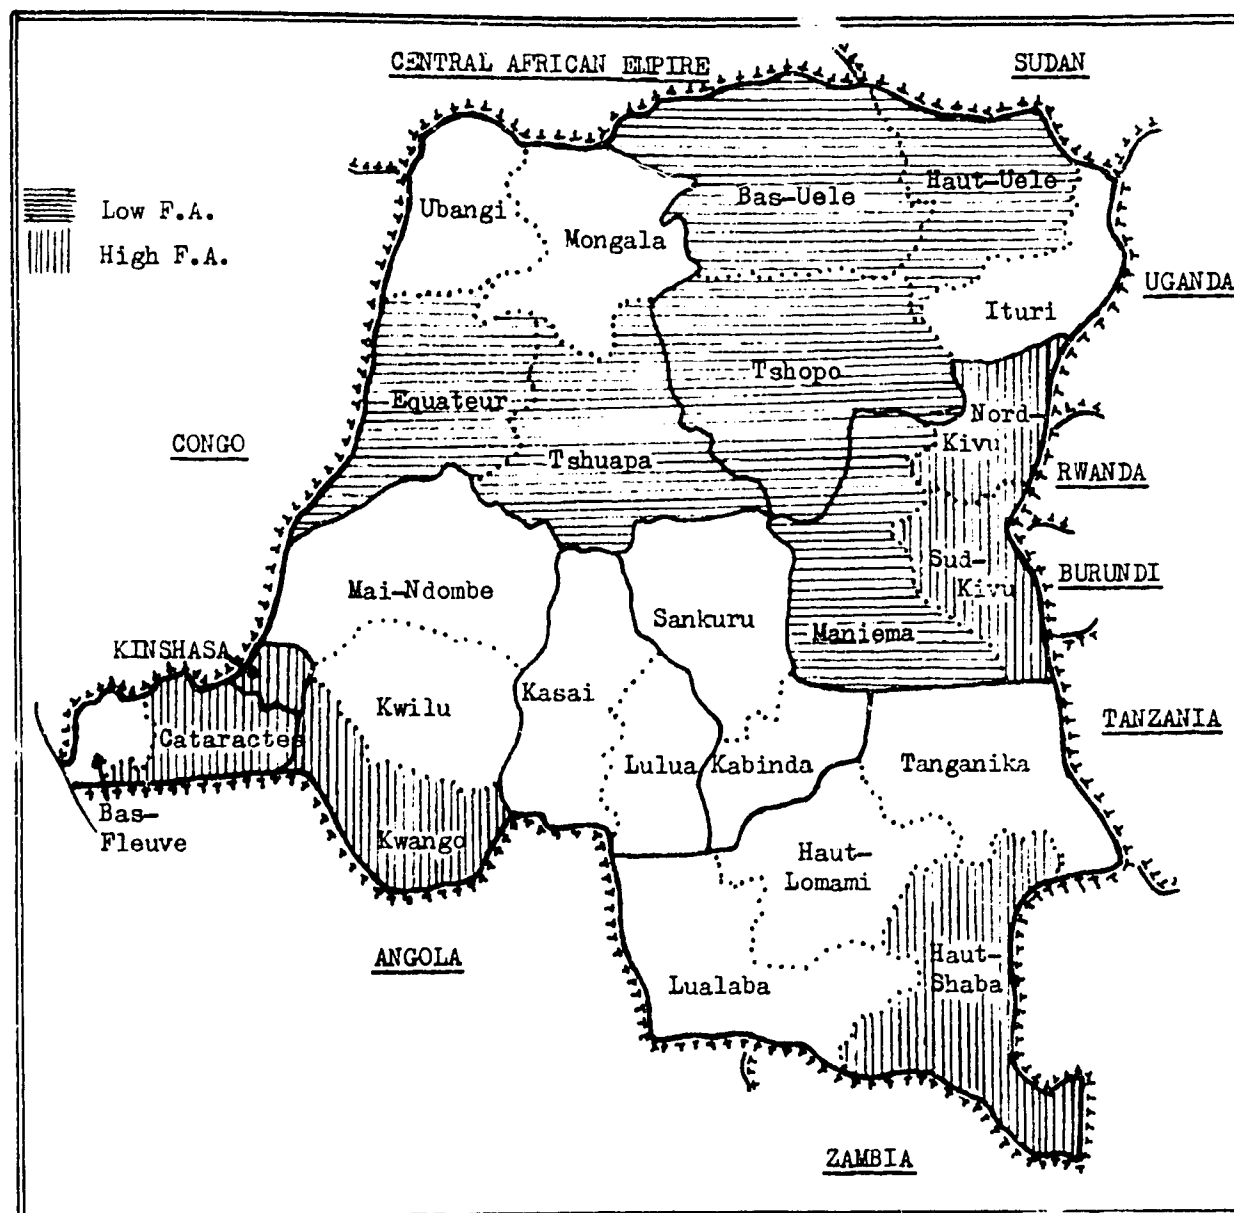 CENTRAL AFRICAN EMPIRE
SUDAN
Low F.A.
High F.A.
Ubangi
Mongala
Bas-Uele
Haut-Uele
UGANDA
Ituri
Equateur
Tshuapa
Tshopo
Nord-
Kivu
CONGO
RWANDA
Mai-Ndombe
Sankuru
Maniema
Sud-
Kivu
BURUNDI
KINSHASA
Kwilu
Kasai
Lulua
Kabinda
Tanganika
TANZANIA
Cataractes
Bas-
Fleuve
Kwango
Haut-
Lomami
ANGOLA
Lualaba
Haut-
Shaba
ZAMBIA